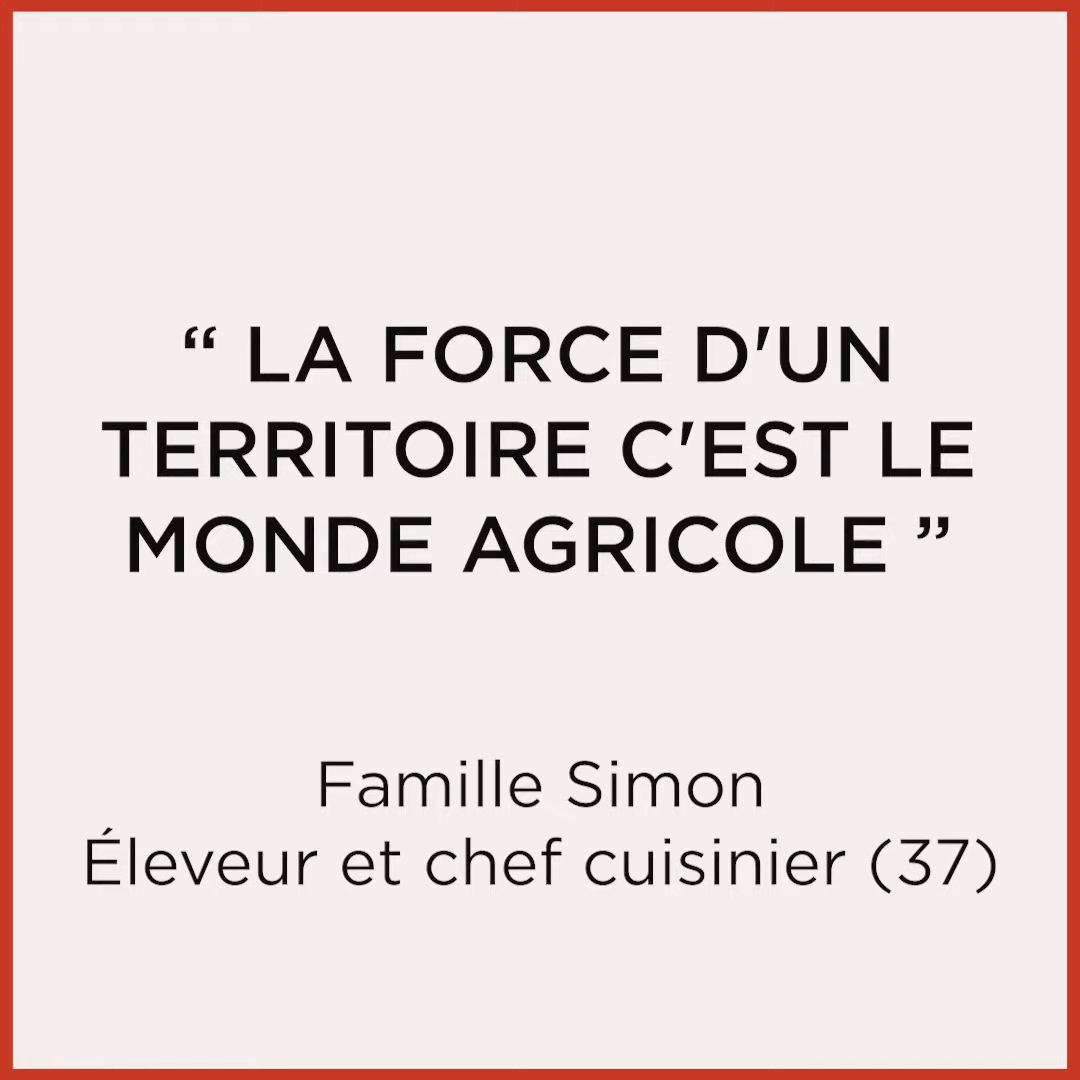 “ LA FORCE D'UN
TERRITOIRE C'EST LE
MONDE AGRICOLE ”
Famille Simon
Éleveur et chef cuisinier (37)